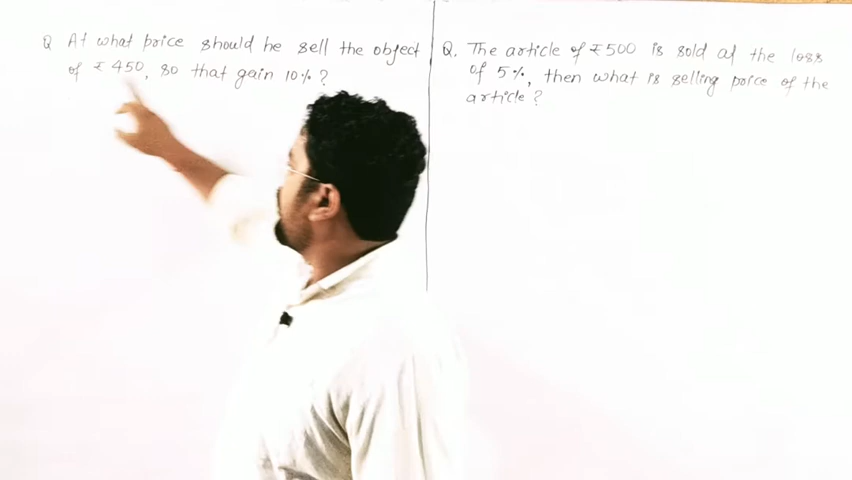 Q At what price should he sell the object
of ₹ 450, so that gain 10% ?
Q. The article of ₹500 is sold at the loss
of 5%, then what is selling price of the
article ?